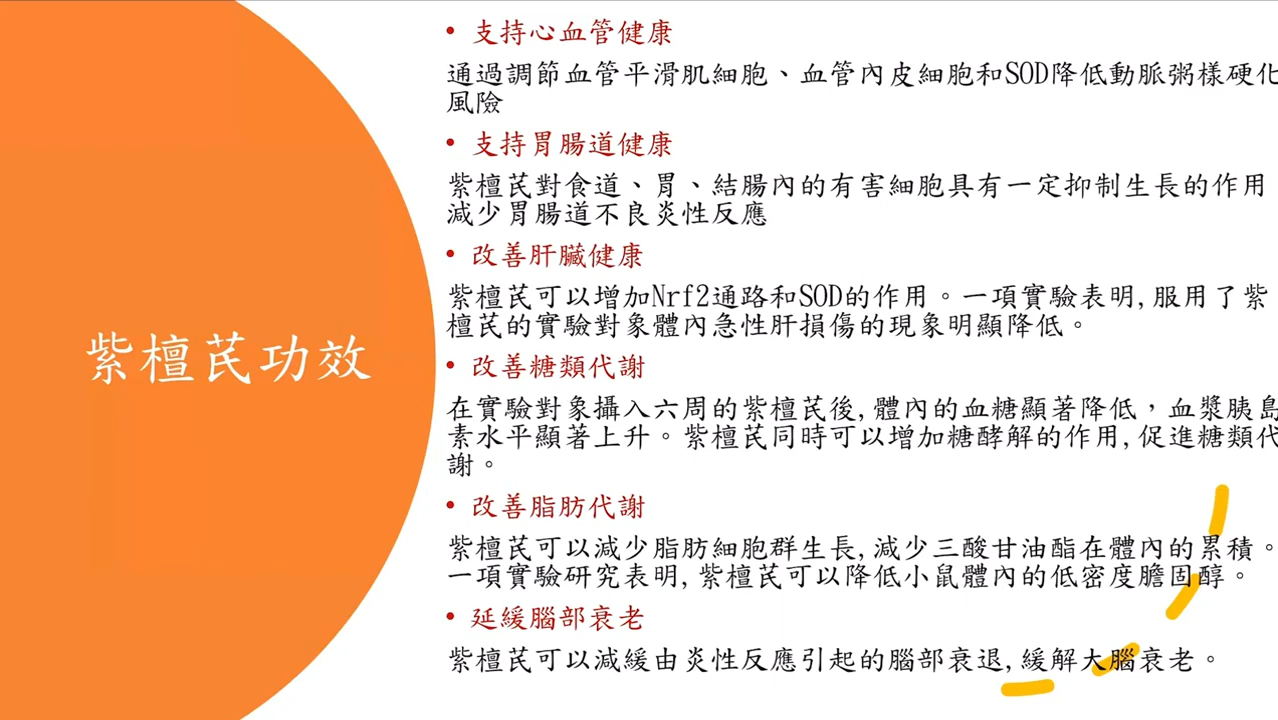 紫檀芪功效
• 支持心血管健康
通過調節血管平滑肌細胞、血管內皮細胞和SOD降低動脈粥樣硬化
風險
• 支持胃腸道健康
紫檀芪對食道、胃、結腸內的有害細胞具有一定抑制生長的作用
減少胃腸道不良炎性反應
• 改善肝臟健康
紫檀芪可以增加Nrf2通路和SOD的作用。一項實驗表明,服用了紫
檀芪的實驗對象體內急性肝損傷的現象明顯降低。
• 改善糖類代謝
在實驗對象攝入六周的紫檀芪後,體內的血糖顯著降低，血漿胰島
素水平顯著上升。紫檀芪同時可以增加糖酵解的作用,促進糖類代
謝。
• 改善脂肪代謝
紫檀芪可以減少脂肪細胞群生長,減少三酸甘油酯在體內的累積。
一項實驗研究表明,紫檀芪可以降低小鼠體內的低密度膽固醇。
• 延緩腦部衰老
紫檀芪可以減緩由炎性反應引起的腦部衰退,緩解大腦衰老。